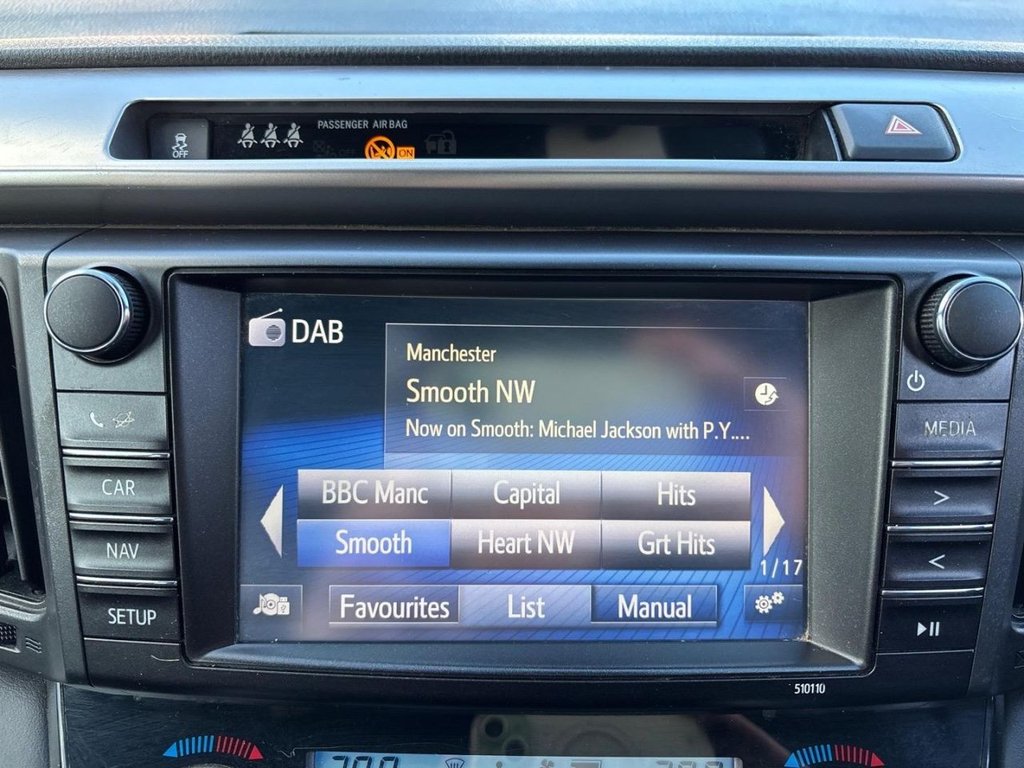 PASSENGER AIR BAG
OFF
ON
DAB
Manchester
Smooth NW
Now on Smooth: Michael Jackson with P.Y....
MEDIA
BBC Manc Capital Hits
CAR
>
Smooth Heart NW Grt Hits
NAV
<
1/17
Favourites List Manual
SETUP
510110